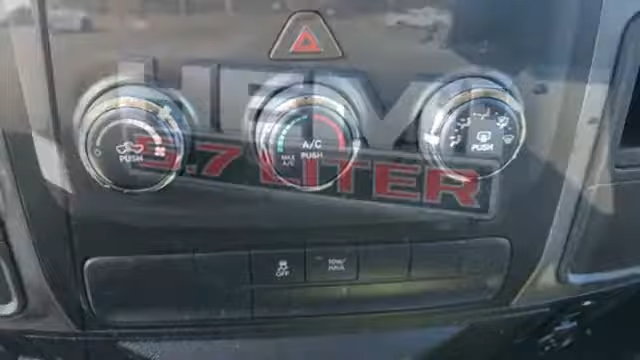 HEMI
5.7 LITER
PUSH
A/C
PUSH
MAX
A/C
PUSH
OFF
TOW/
HAUL